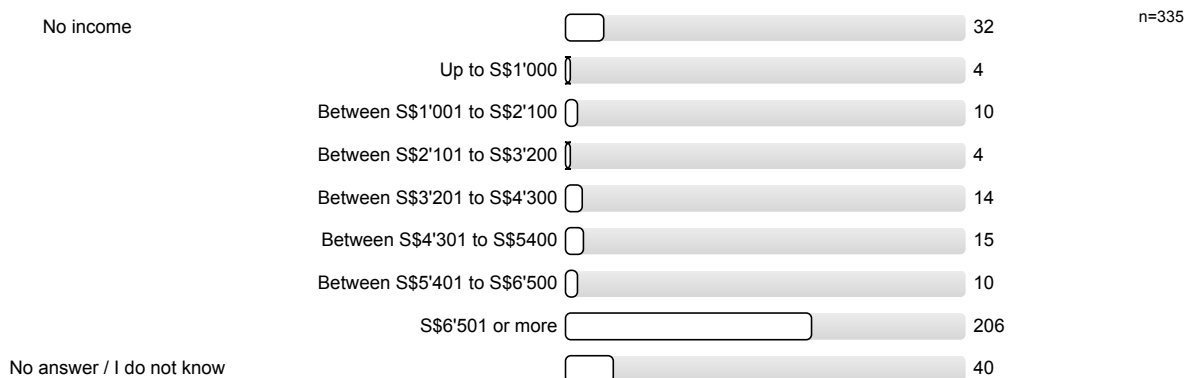 n=335
No income 32
Up to S$1'000 4
Between S$1'001 to S$2'100 10
Between S$2'101 to S$3'200 4
Between S$3'201 to S$4'300 14
Between S$4'301 to S$5400 15
Between S$5'401 to S$6'500 10
S$6'501 or more 206
No answer / I do not know 40